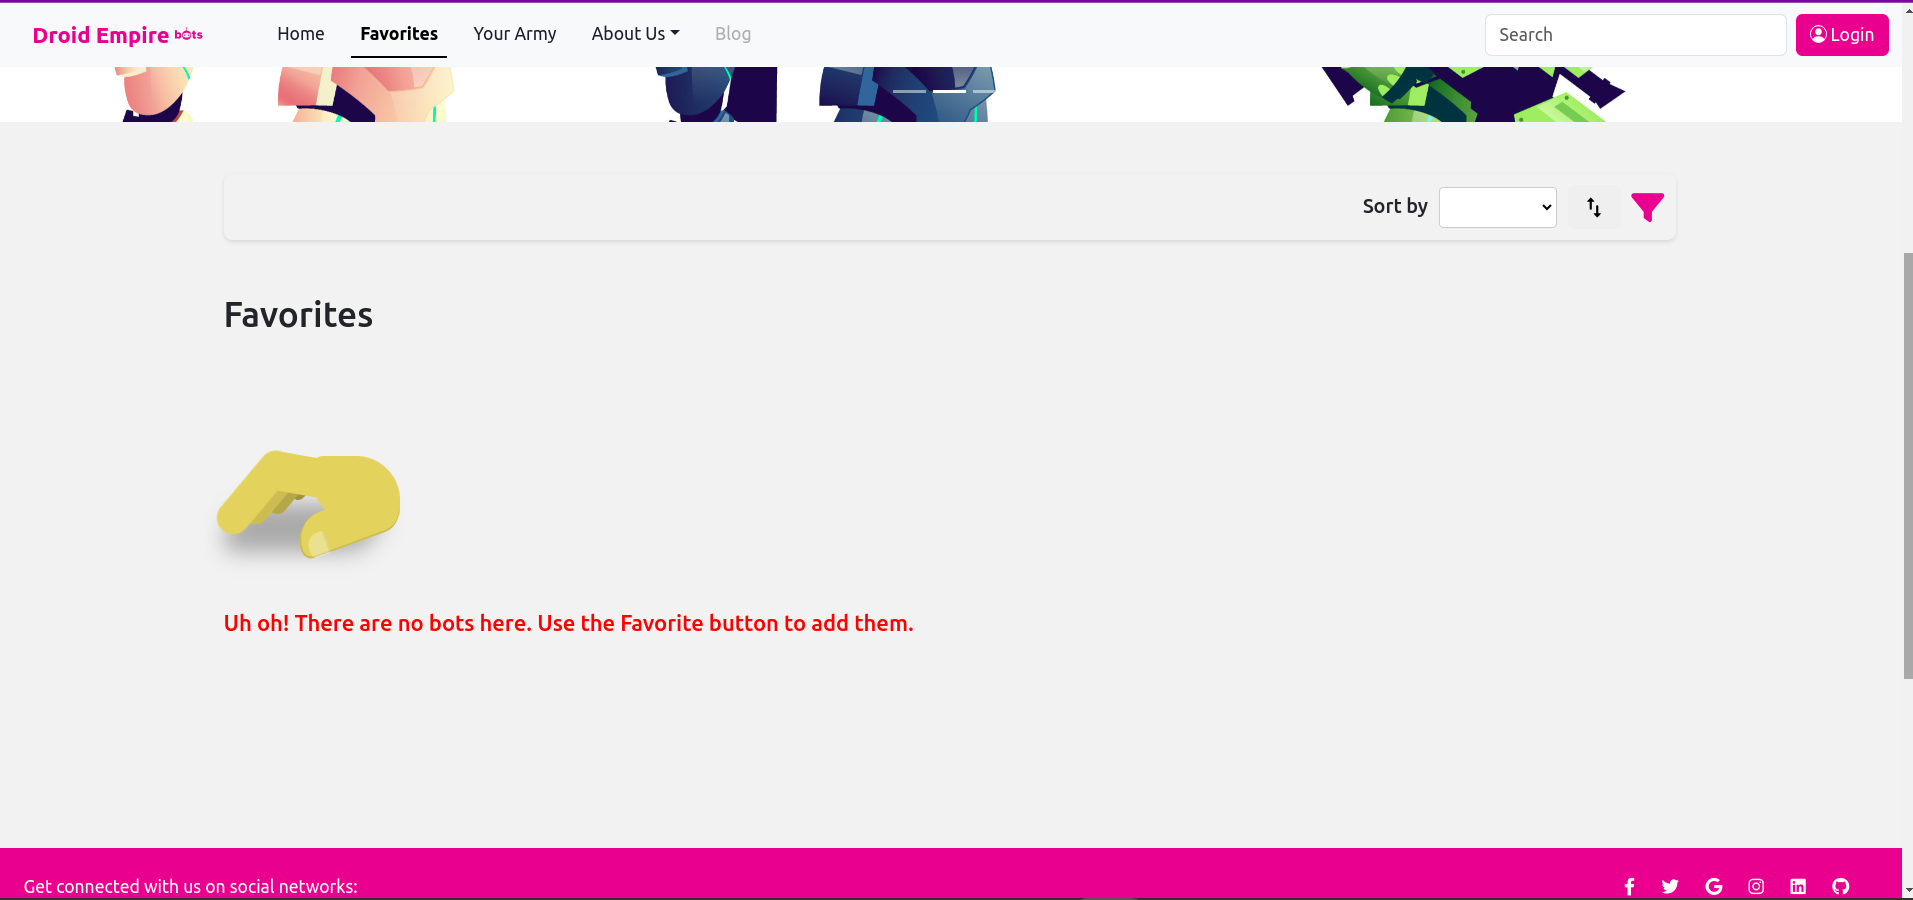 Droid Empire bots
Home Favorites Your Army About Us Blog
Search
Login
Sort by
Favorites
Uh oh! There are no bots here. Use the Favorite button to add them.
Get connected with us on social networks: